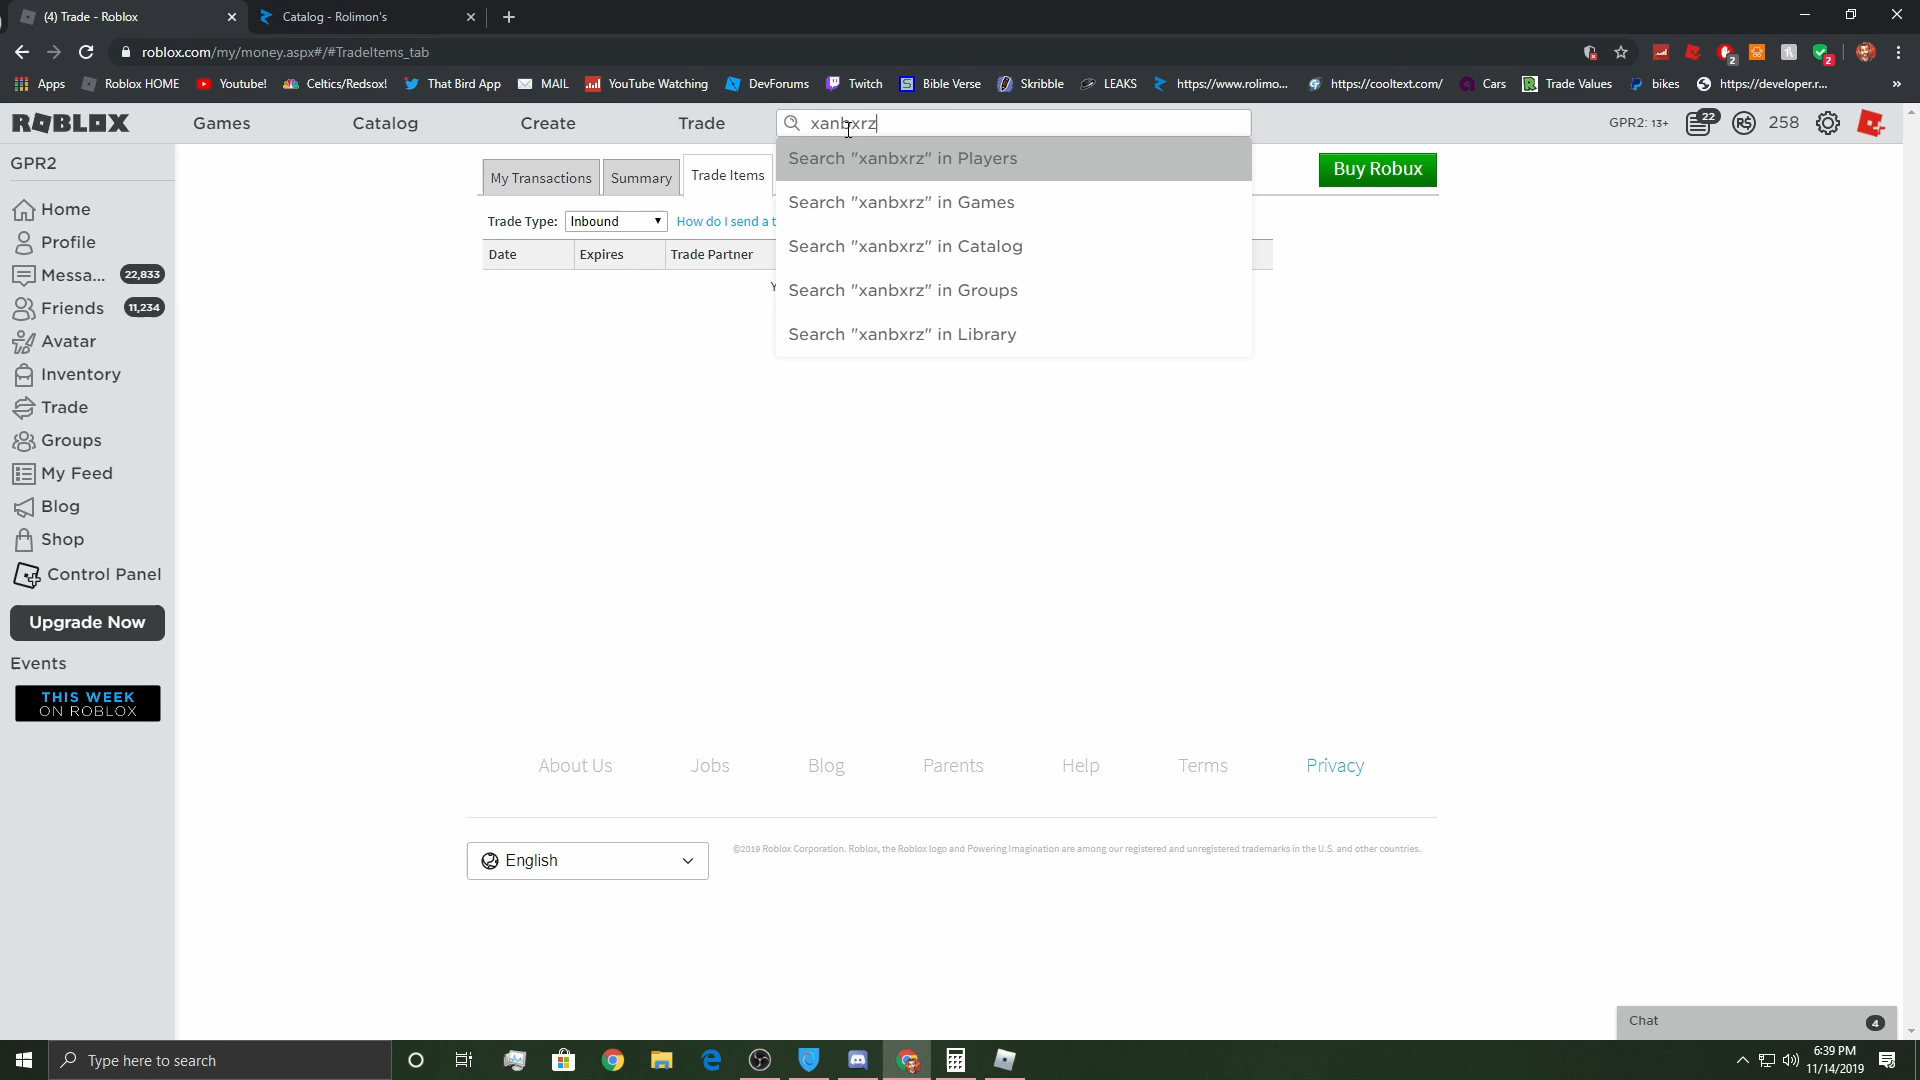 (4) Trade - Roblox
Catalog - Rolimon's
roblox.com/my/money.aspx#/#TradeItems_tab
2
2
Apps
Roblox HOME
Youtube!
Celtics/Redsox!
That Bird App
MAIL
YouTube Watching
DevForums
Twitch
Bible Verse
Skribble
LEAKS
https://www.rolimo...
https://cooltext.com/
Cars
Trade Values
bikes
https://developer.r...
»
ROBLOX
Games
Catalog
Create
Trade
xanbxrz
GPR2: 13+
22
258
GPR2
Search "xanbxrz" in Players
Search "xanbxrz" in Games
Search "xanbxrz" in Catalog
Search "xanbxrz" in Groups
Search "xanbxrz" in Library
My Transactions
Summary
Trade Items
Buy Robux
Trade Type:
Inbound
How do I send a t
Date
Expires
Trade Partner
Y
Home
Profile
Messa...
22,833
Friends
11,234
Avatar
Inventory
Trade
Groups
My Feed
Blog
Shop
Control Panel
Upgrade Now
Events
THIS WEEK
ON ROBLOX
About Us
Jobs
Blog
Parents
Help
Terms
Privacy
English
©2019 Roblox Corporation. Roblox, the Roblox logo and Powering Imagination are among our registered and unregistered trademarks in the U.S. and other countries.
Chat
4
Type here to search
6:39 PM
11/14/2019